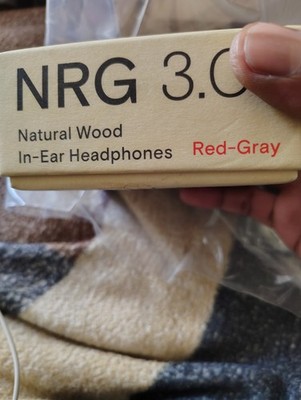 NRG 3.0
Natural Wood
In-Ear Headphones Red-Gray